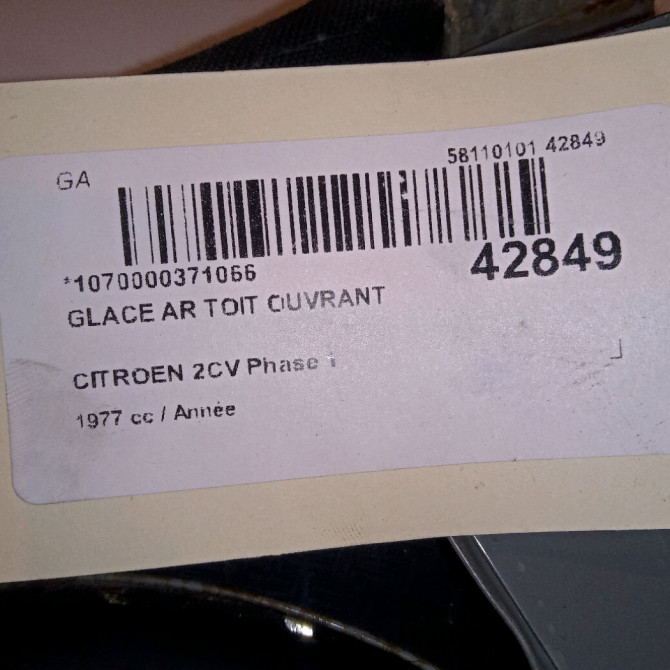 58110101 42849
GA
*1070000371066
42849
GLACE AR TOIT OUVRANT
CITROEN 2CV Phase 1
1977 cc / Année